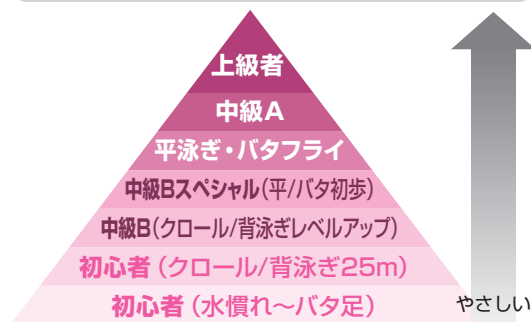 上級者
中級A
平泳ぎ・バタフライ
中級Bスペシャル（平/バタ初歩）
中級B（クロール/背泳ぎレベルアップ）
初心者（クロール/背泳ぎ25m）
初心者（水慣れ～バタ足）
やさしい